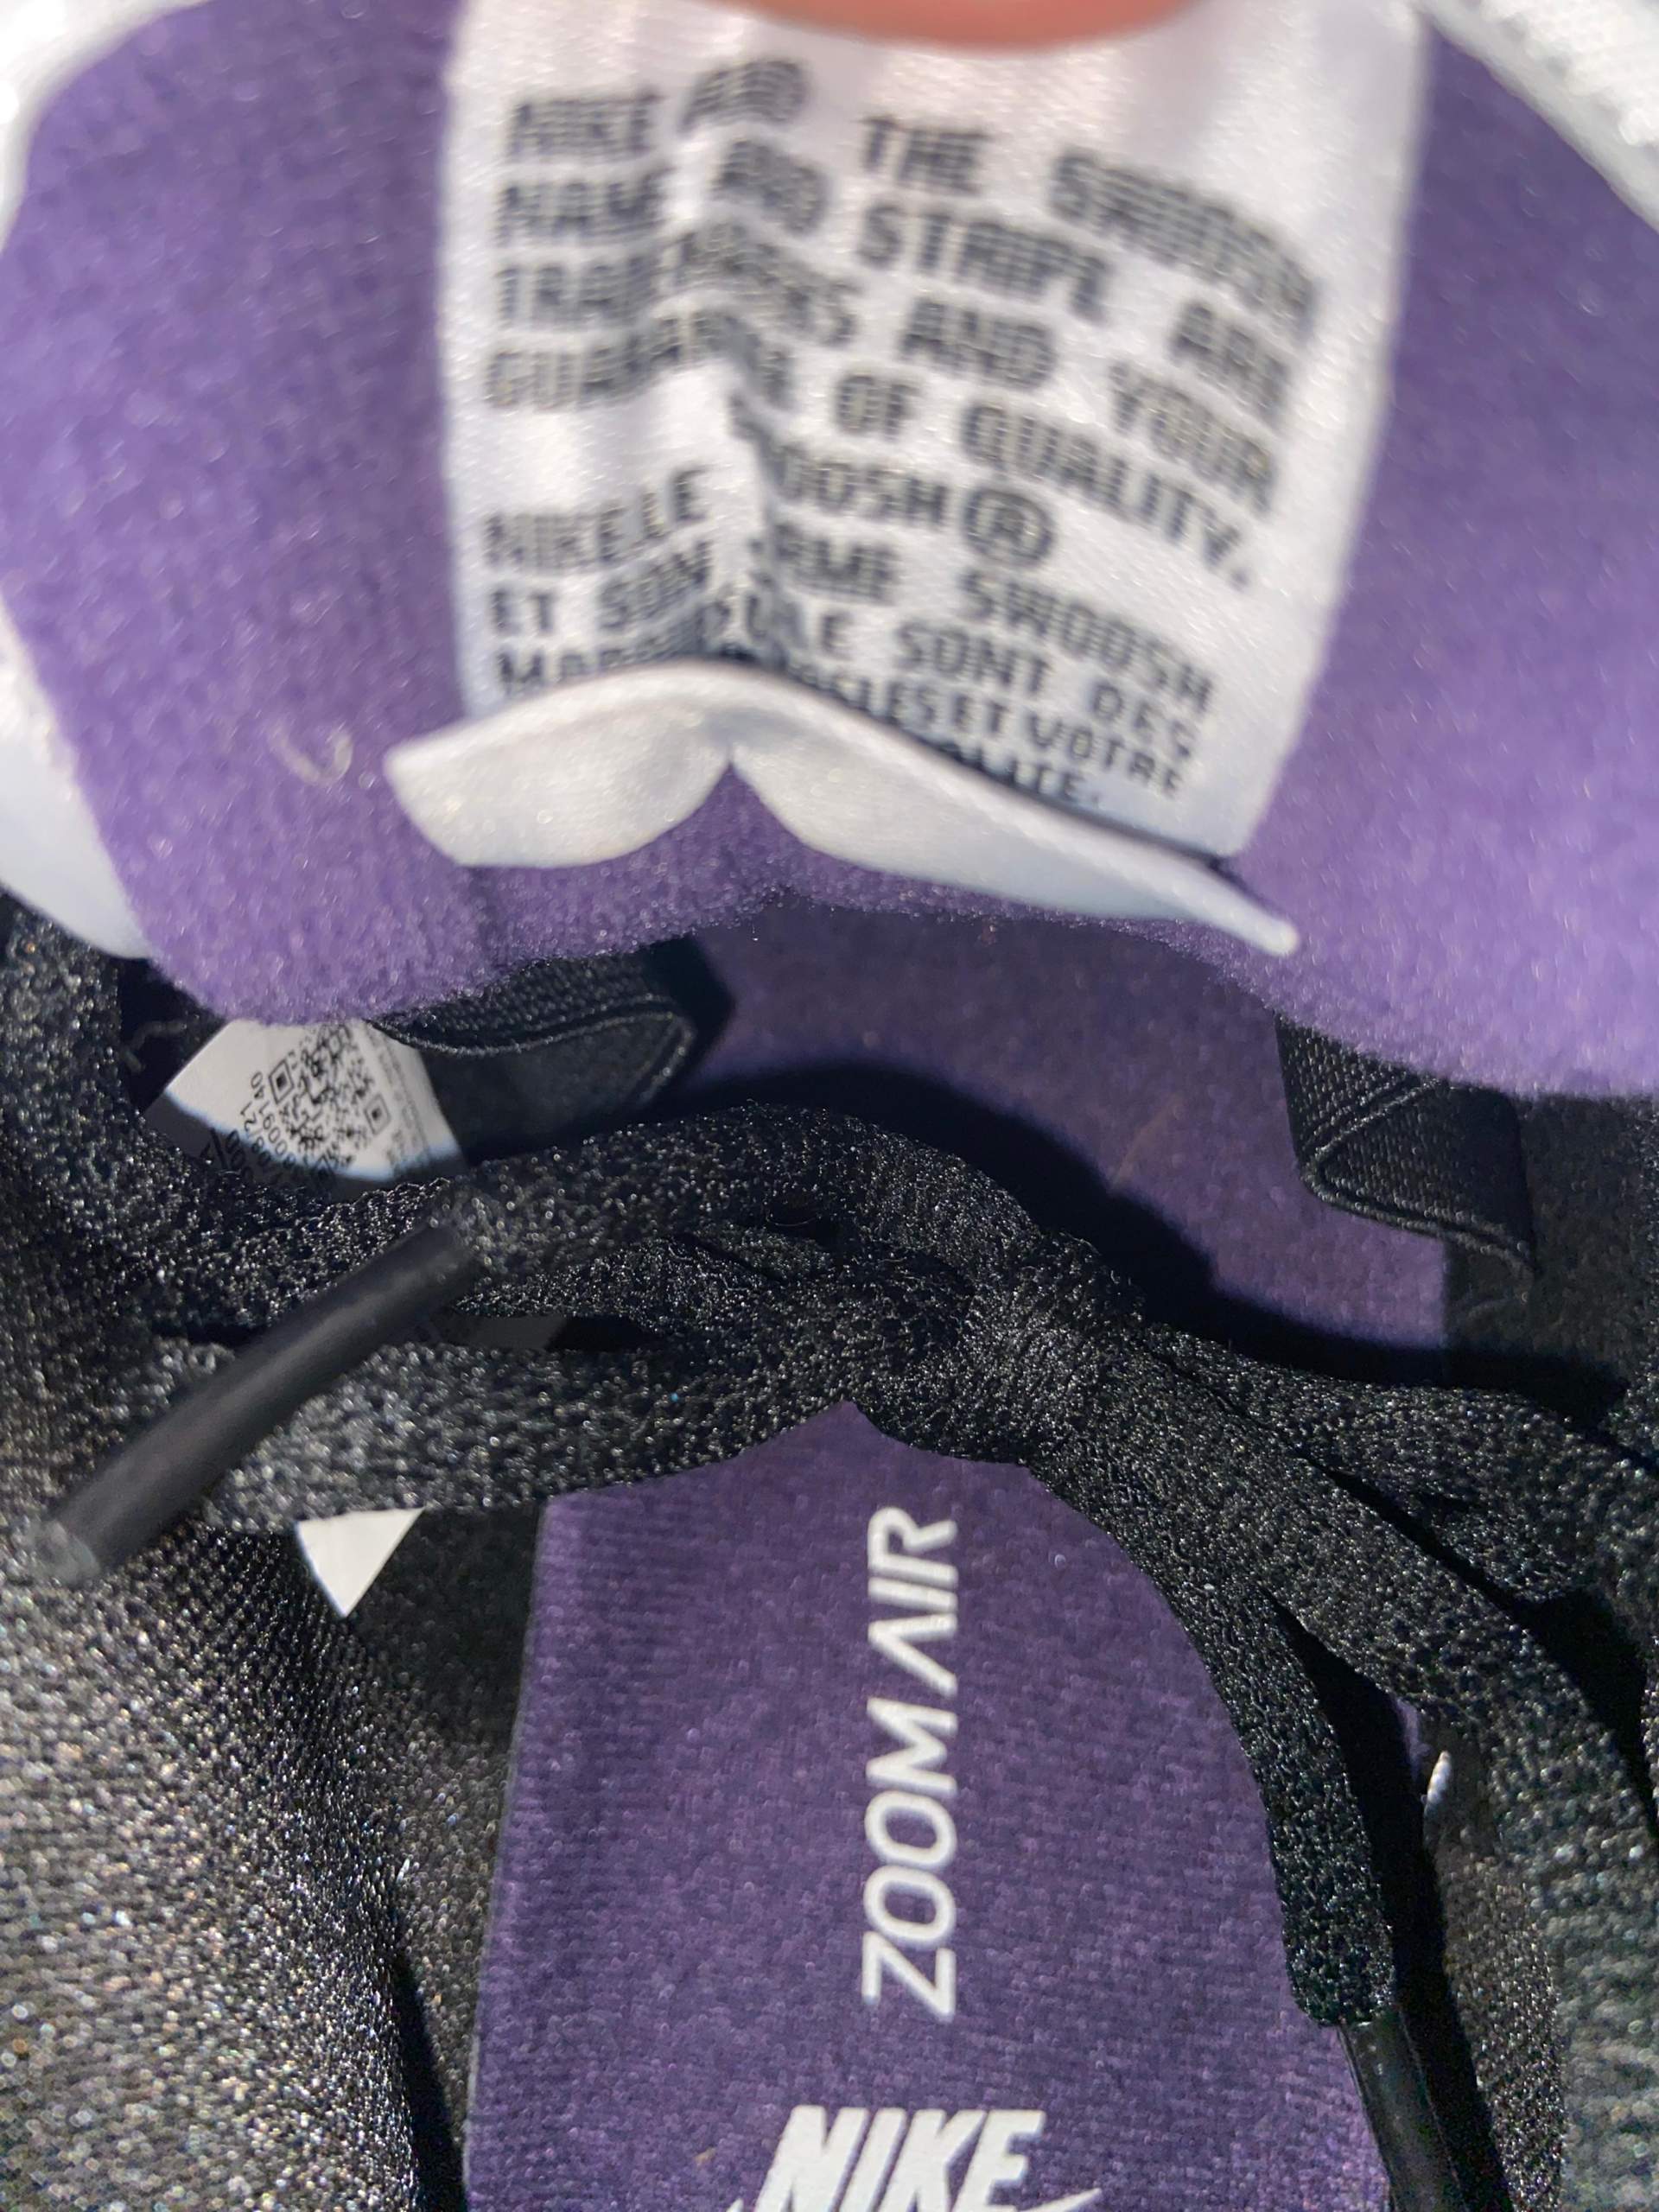 NIKE AND THE SWOOSH
NAME AND STRIPE ARE
TRADEMARKS AND YOUR
GUARANTEE OF QUALITY.
NIKE LE SWOOSH®
ET SON SWOOSH
SONT DES
ET VOTRE
ZOOM AIR
NIKE